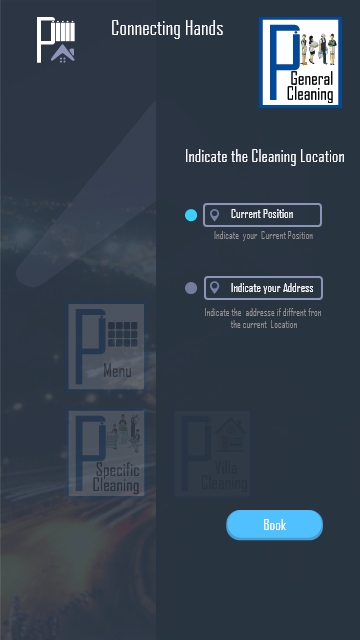 Connecting Hands
General
Cleaning
Indicate the Cleaning Location
Current Position
Indicate your Current Position
Indicate your Address
Indicate the addresse if diffrent fron
the current Location
Menu
Specific
Cleaning
Villa
Cleaning
Book